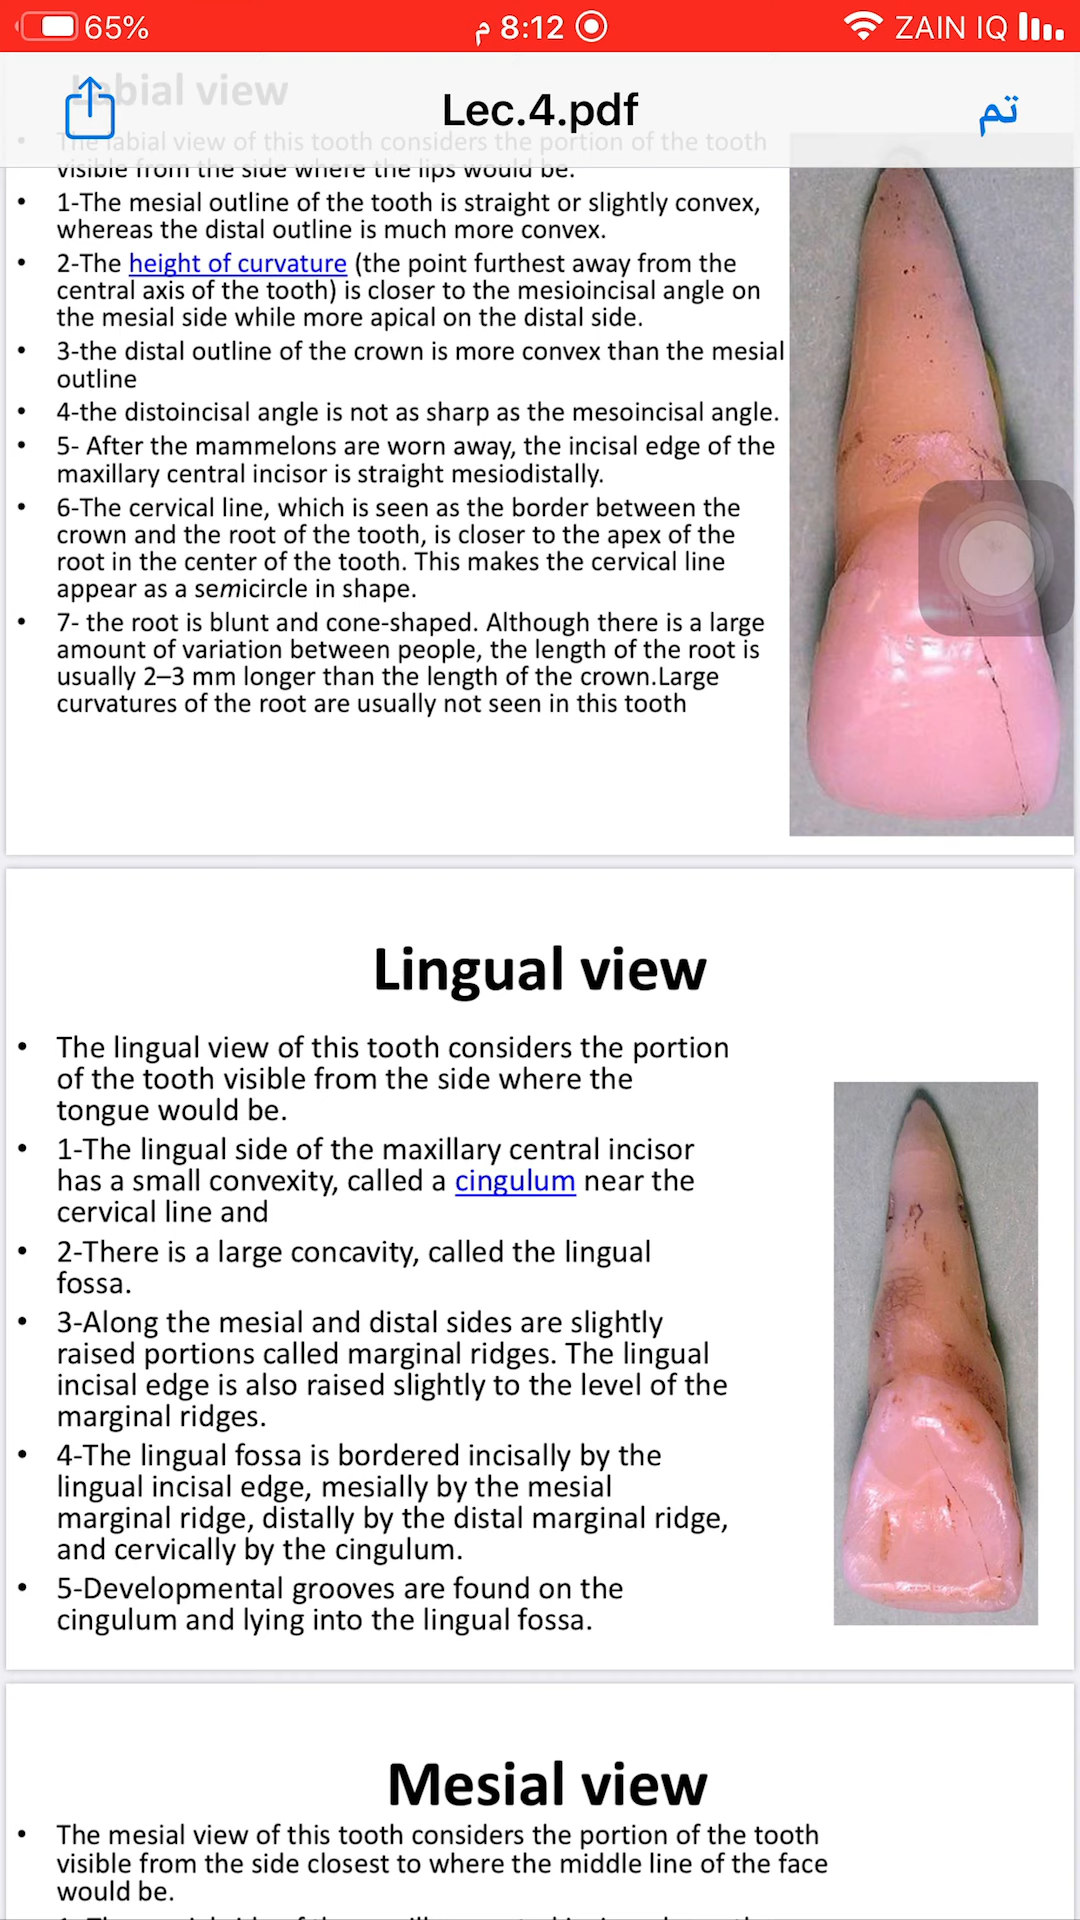 65%
8:12 م
ZAIN IQ
Labial view
Lec.4.pdf
تم
• The labial view of this tooth considers the portion of the tooth
visible from the side where the lips would be.
• 1-The mesial outline of the tooth is straight or slightly convex,
whereas the distal outline is much more convex.
• 2-The height of curvature (the point furthest away from the
central axis of the tooth) is closer to the mesioincisal angle on
the mesial side while more apical on the distal side.
• 3-the distal outline of the crown is more convex than the mesial
outline
• 4-the distoincisal angle is not as sharp as the mesoincisal angle.
• 5- After the mammelons are worn away, the incisal edge of the
maxillary central incisor is straight mesiodistally.
• 6-The cervical line, which is seen as the border between the
crown and the root of the tooth, is closer to the apex of the
root in the center of the tooth. This makes the cervical line
appear as a semicircle in shape.
• 7- the root is blunt and cone-shaped. Although there is a large
amount of variation between people, the length of the root is
usually 2–3 mm longer than the length of the crown.Large
curvatures of the root are usually not seen in this tooth
Lingual view
• The lingual view of this tooth considers the portion
of the tooth visible from the side where the
tongue would be.
• 1-The lingual side of the maxillary central incisor
has a small convexity, called a cingulum near the
cervical line and
• 2-There is a large concavity, called the lingual
fossa.
• 3-Along the mesial and distal sides are slightly
raised portions called marginal ridges. The lingual
incisal edge is also raised slightly to the level of the
marginal ridges.
• 4-The lingual fossa is bordered incisally by the
lingual incisal edge, mesially by the mesial
marginal ridge, distally by the distal marginal ridge,
and cervically by the cingulum.
• 5-Developmental grooves are found on the
cingulum and lying into the lingual fossa.
Mesial view
• The mesial view of this tooth considers the portion of the tooth
visible from the side closest to where the middle line of the face
would be.